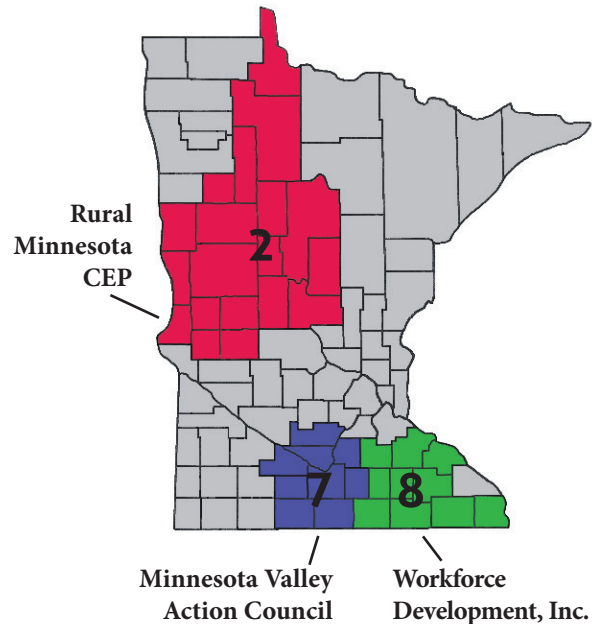 Rural
Minnesota
CEP
2
7
8
Minnesota Valley
Action Council
Workforce
Development, Inc.